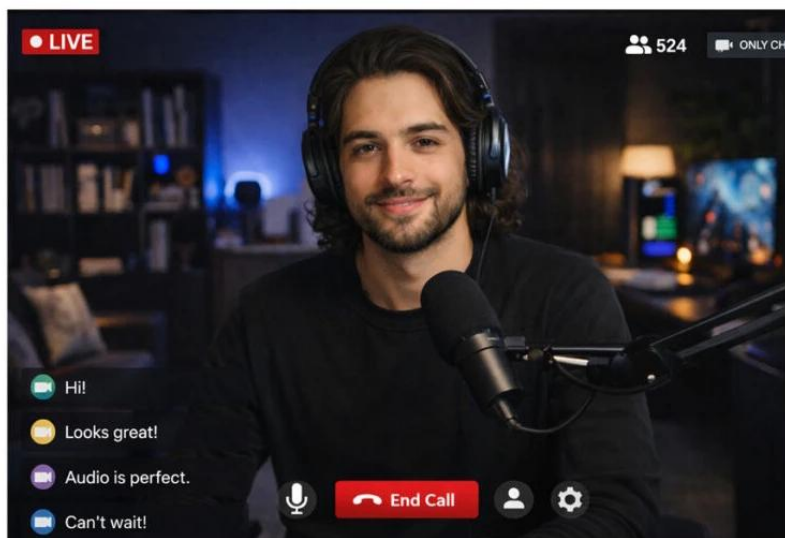 LIVE
524
ONLY CH
Hi!
Looks great!
Audio is perfect.
Can't wait!
End Call